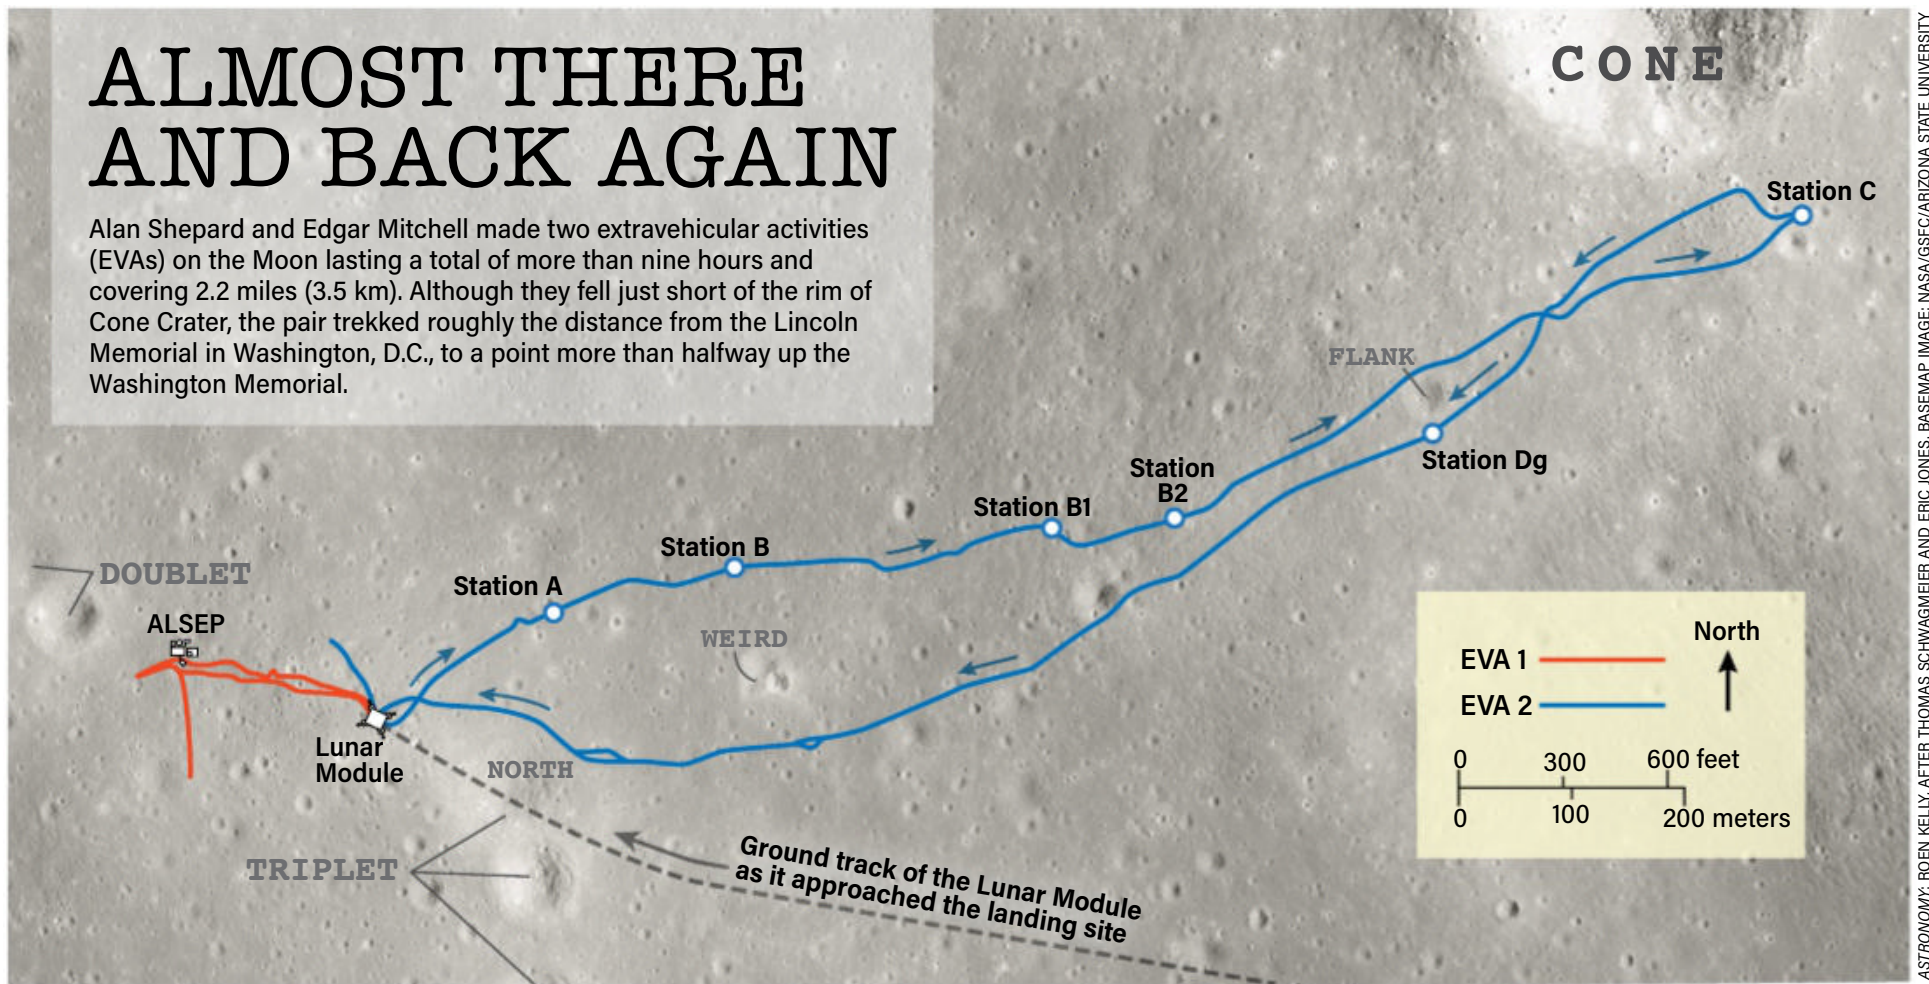 ALMOST THERE
AND BACK AGAIN
Alan Shepard and Edgar Mitchell made two extravehicular activities
(EVAs) on the Moon lasting a total of more than nine hours and
covering 2.2 miles (3.5 km). Although they fell just short of the rim of
Cone Crater, the pair trekked roughly the distance from the Lincoln
Memorial in Washington, D.C., to a point more than halfway up the
Washington Memorial.
CONE
Station C
FLANK
Station Dg
Station
B2
Station B1
Station B
Station A
DOUBLET
ALSEP
WEIRD
Lunar
Module
NORTH
TRIPLET
Ground track of the Lunar Module
as it approached the landing site
North
EVA 1
EVA 2
0 300 600 feet
0 100 200 meters
ASTRONOMY: ROEN KELLY, AFTER THOMAS SCHWAGMEIER AND ERIC JONES. BASEMAP IMAGE: NASA/GSFC/ARIZONA STATE UNIVERSITY